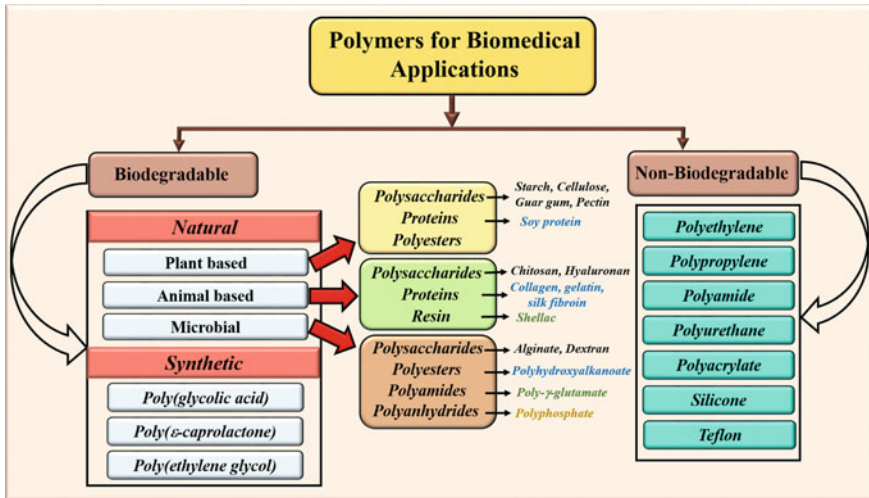 Polymers for Biomedical
Applications
Biodegradable
Non-Biodegradable
Natural
Plant based
Animal based
Microbial
Synthetic
Poly(glycolic acid)
Poly(ε-caprolactone)
Poly(ethylene glycol)
Polysaccharides
Proteins
Polyesters
Starch, Cellulose,
Guar gum, Pectin
Soy protein
Polysaccharides
Proteins
Resin
Chitosan, Hyaluronan
Collagen, gelatin,
silk fibroin
Shellac
Polysaccharides
Polyesters
Polyamides
Polyanhydrides
Alginate, Dextran
Polyhydroxyalkanoate
Poly-γ-glutamate
Polyphosphate
Polyethylene
Polypropylene
Polyamide
Polyurethane
Polyacrylate
Silicone
Teflon